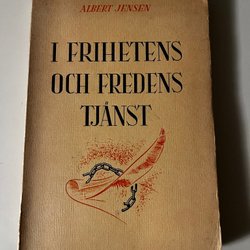 ALBERT JENSEN
I FRIHETENS
OCH FREDENS
TJÄNST